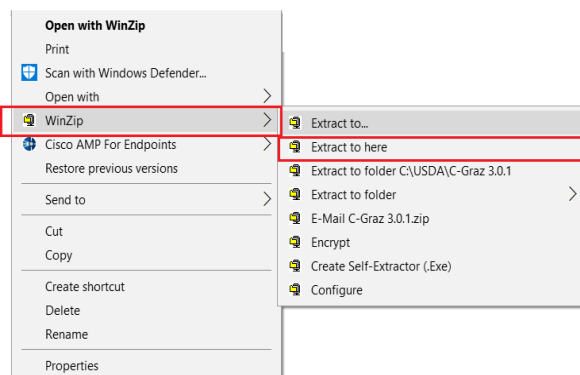 Open with WinZip
Print
Scan with Windows Defender...
Open with
WinZip
Cisco AMP For Endpoints
Restore previous versions
Send to
Cut
Copy
Create shortcut
Delete
Rename
Properties
Extract to...
Extract to here
Extract to folder C:\USDA\C-Graz 3.0.1
Extract to folder
E-Mail C-Graz 3.0.1.zip
Encrypt
Create Self-Extractor (.Exe)
Configure